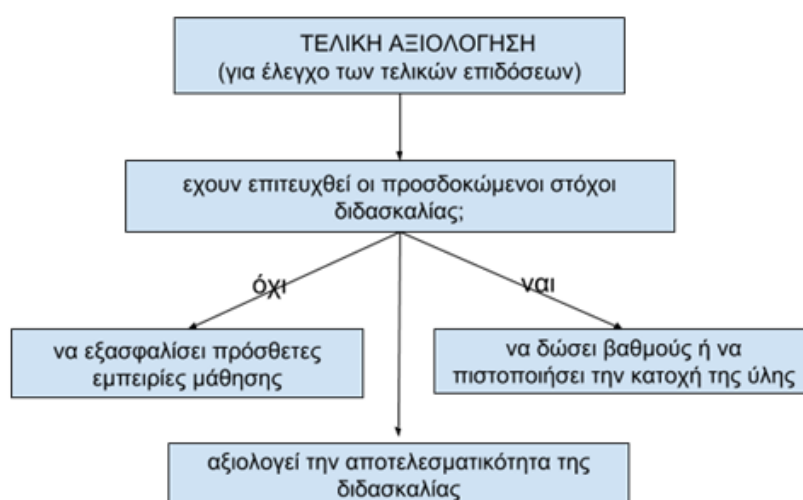 ΤΕΛΙΚΗ ΑΞΙΟΛΟΓΗΣΗ
(για έλεγχο των τελικών επιδόσεων)
εχουν επιτευχθεί οι προσδοκώμενοι στόχοι
διδασκαλίας;
όχι
ναι
να εξασφαλίσει πρόσθετες
εμπειρίες μάθησης
να δώσει βαθμούς ή να
πιστοποιήσει την κατοχή της ύλης
αξιολογεί την αποτελεσματικότητα της
διδασκαλίας